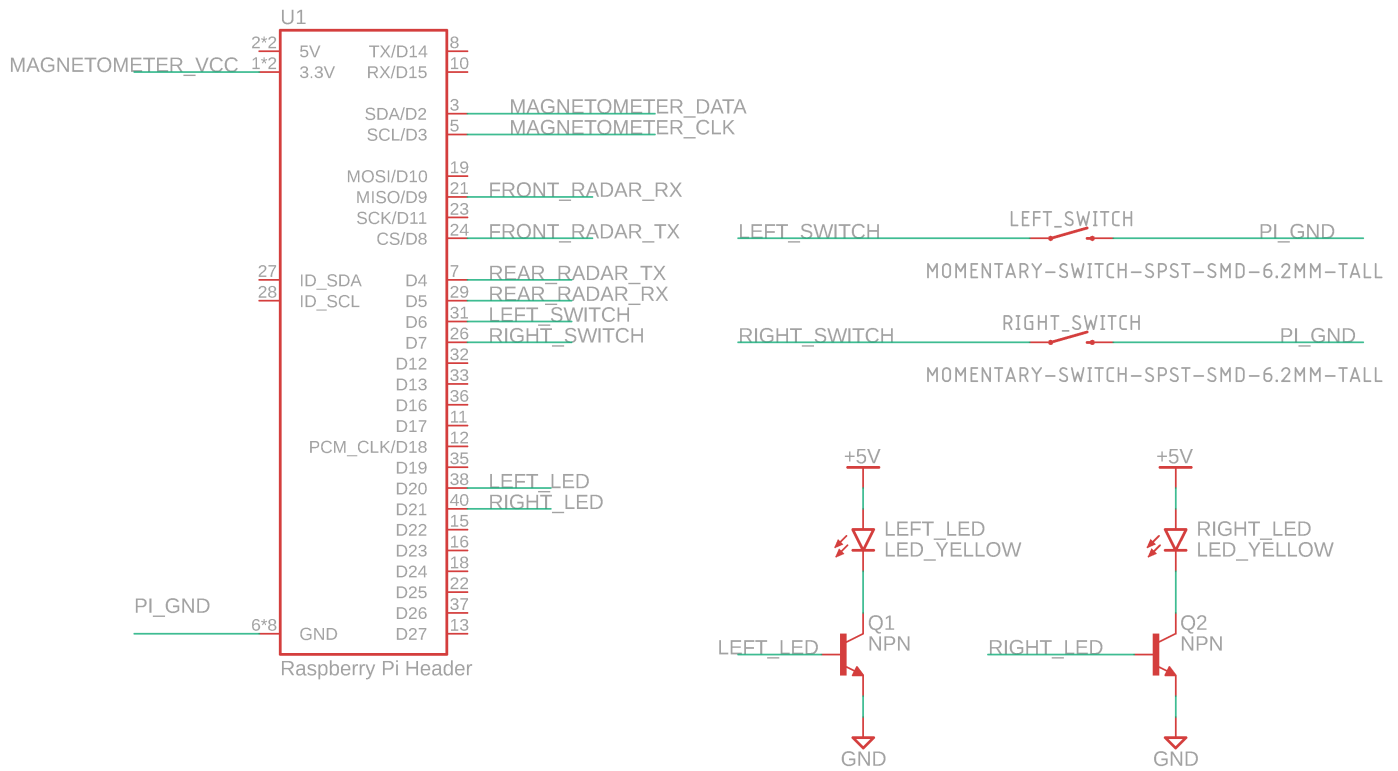 U1
2*2 5V TX/D14 8
MAGNETOMETER_VCC 1*2 3.3V RX/D15 10
SDA/D2 3 MAGNETOMETER_DATA
SCL/D3 5 MAGNETOMETER_CLK
MOSI/D10 19
MISO/D9 21 FRONT_RADAR_RX
SCK/D11 23
CS/D8 24 FRONT_RADAR_TX
27 ID_SDA D4 7 REAR_RADAR_TX
28 ID_SCL D5 29 REAR_RADAR_RX
D6 31 LEFT_SWITCH
D7 26 RIGHT_SWITCH
D12 32
D13 33
D16 36
D17 11
PCM_CLK/D18 12
D19 35
D20 38 LEFT_LED
D21 40 RIGHT_LED
D22 15
D23 16
D24 18
D25 22
D26 37
PI_GND
6*8 GND D27 13
Raspberry Pi Header
LEFT_SWITCH
LEFT_SWITCH PI_GND
MOMENTARY-SWITCH-SPST-SMD-6.2MM-TALL
RIGHT_SWITCH
RIGHT_SWITCH PI_GND
MOMENTARY-SWITCH-SPST-SMD-6.2MM-TALL
+5V
LEFT_LED
LED_YELLOW
Q1
NPN
LEFT_LED
GND
+5V
RIGHT_LED
LED_YELLOW
Q2
NPN
RIGHT_LED
GND